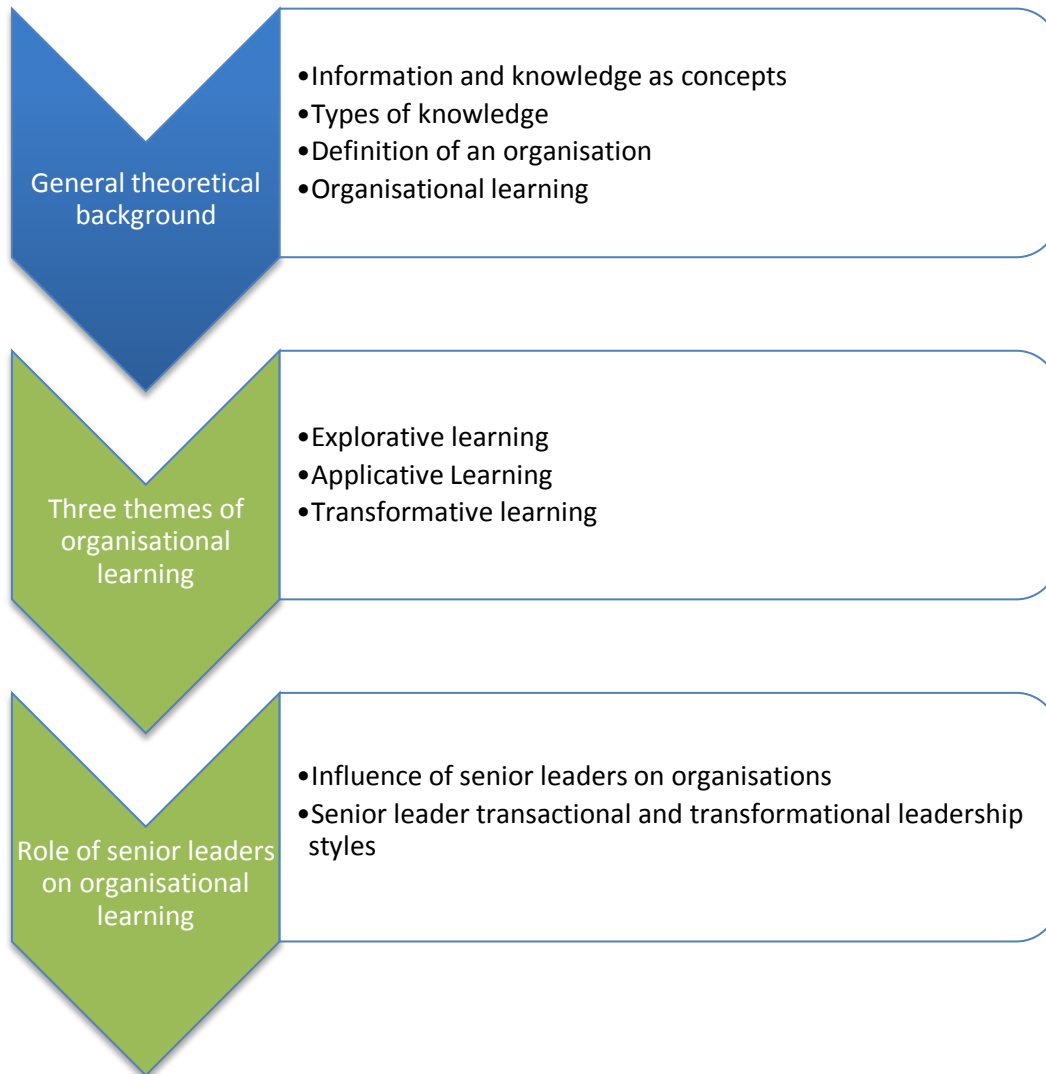 General theoretical
background
•Information and knowledge as concepts
•Types of knowledge
•Definition of an organisation
•Organisational learning
Three themes of
organisational
learning
•Explorative learning
•Applicative Learning
•Transformative learning
Role of senior leaders
on organisational
learning
•Influence of senior leaders on organisations
•Senior leader transactional and transformational leadership
styles